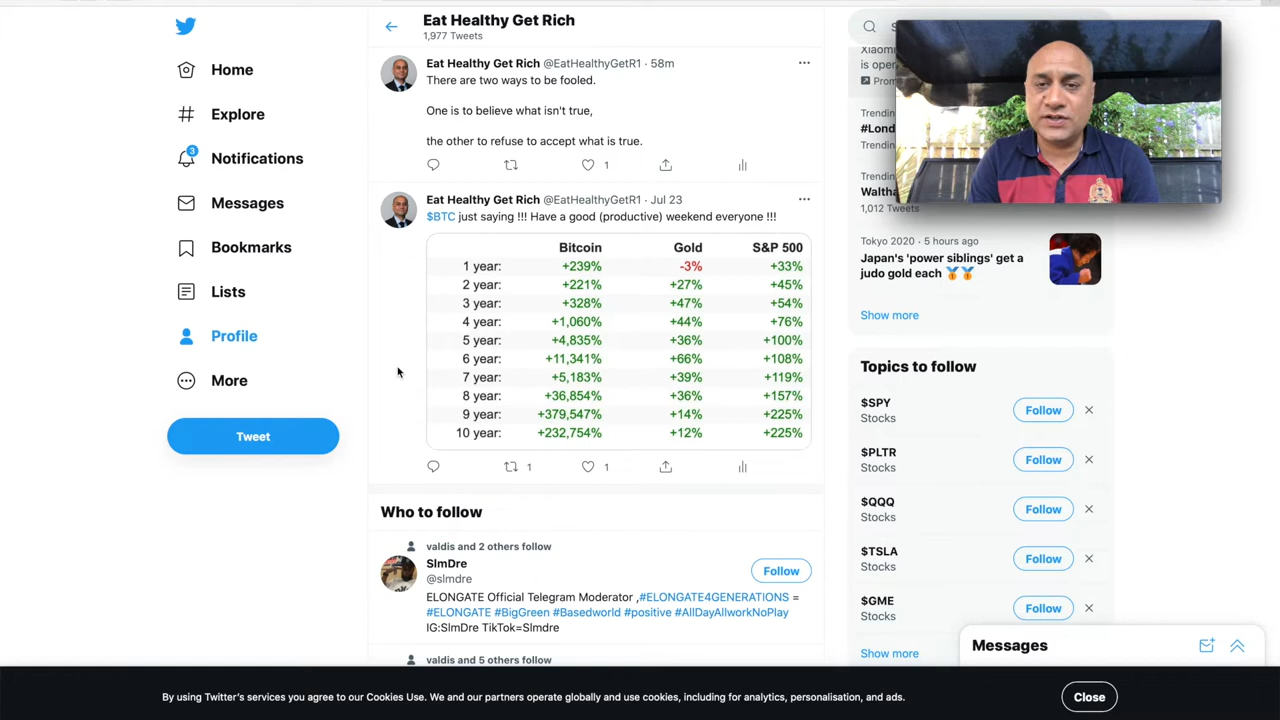 Eat Healthy Get Rich
1,977 Tweets
Home
Explore
3
Notifications
Messages
Bookmarks
Lists
Profile
More
Tweet
Eat Healthy Get Rich @EatHealthyGetR1 · 58m
There are two ways to be fooled.
One is to believe what isn't true,
the other to refuse to accept what is true.
1
Eat Healthy Get Rich @EatHealthyGetR1 · Jul 23
$BTC just saying !!! Have a good (productive) weekend everyone !!!
Bitcoin Gold S&P 500
1 year: +239% -3% +33%
2 year: +221% +27% +45%
3 year: +328% +47% +54%
4 year: +1,060% +44% +76%
5 year: +4,835% +36% +100%
6 year: +11,341% +66% +108%
7 year: +5,183% +39% +119%
8 year: +36,854% +36% +157%
9 year: +379,547% +14% +225%
10 year: +232,754% +12% +225%
1 1
Who to follow
valdis and 2 others follow
SlmDre
@slmdre
Follow
ELONGATE Official Telegram Moderator ,#ELONGATE4GENERATIONS =
#ELONGATE #BigGreen #Basedworld #positive #AllDayAllworkNoPlay
IG:SlmDre TikTok=Slmdre
valdis and 5 others follow
Xiaomi
is open
Trending
#Lond
Trending
Waltha
1,012 Tweets
Tokyo 2020 · 5 hours ago
Japan's 'power siblings' get a
judo gold each
Show more
Topics to follow
$SPY
Stocks
Follow
$PLTR
Stocks
Follow
$QQQ
Stocks
Follow
$TSLA
Stocks
Follow
$GME
Stocks
Follow
Show more
Messages
By using Twitter's services you agree to our Cookies Use. We and our partners operate globally and use cookies, including for analytics, personalisation, and ads.
Close